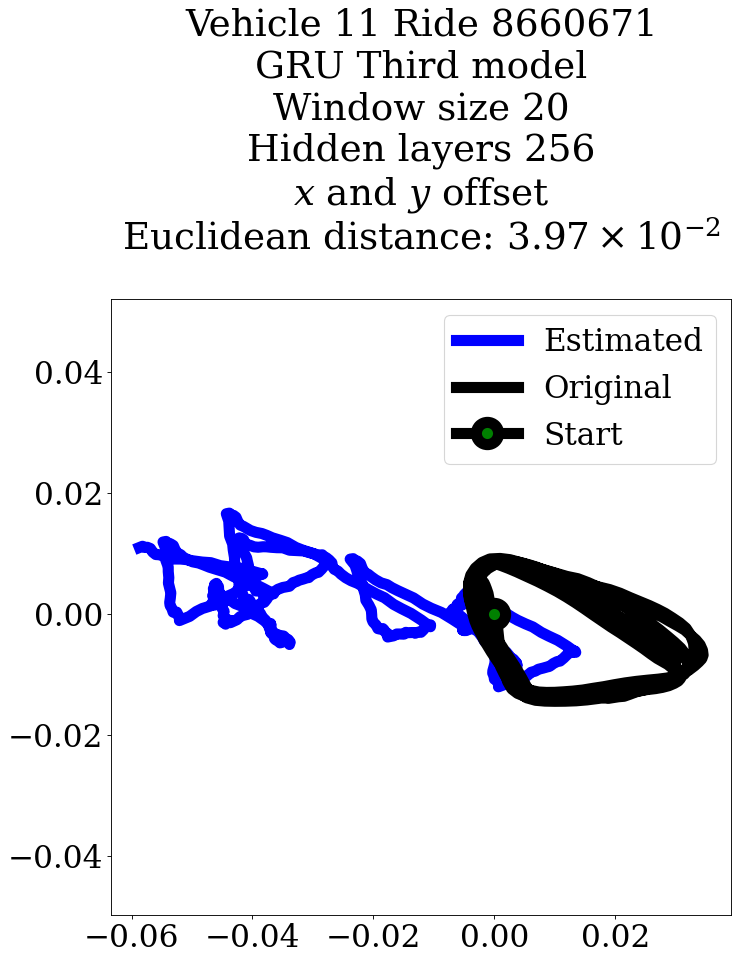 Vehicle 11 Ride 8660671
GRU Third model
Window size 20
Hidden layers 256
x and y offset
Euclidean distance: 3.97 × 10⁻²
Estimated
Original
Start
0.04
0.02
0.00
−0.02
−0.04
−0.06 −0.04 −0.02 0.00 0.02